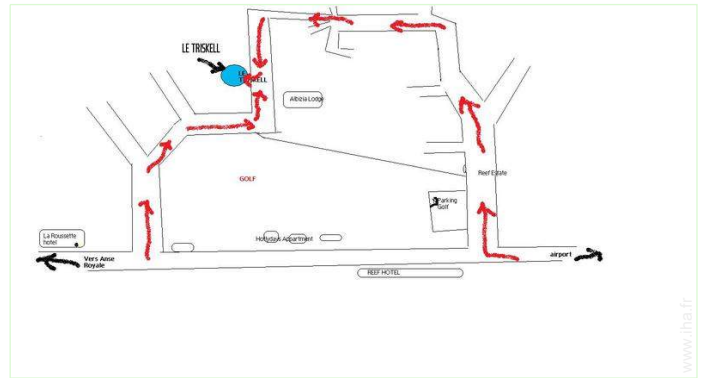 LE TRISKELL
LE
TRISKELL
Albizia Lodge
GOLF
Reef Estate
Parking
Golf
La Roussette
hotel
Hollydays Appartment
Vers Anse
Royale
airport
REEF HOTEL
www.iha.fr